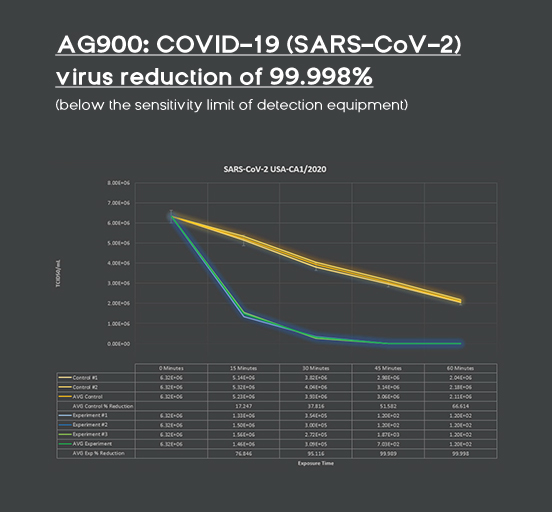 AG900: COVID-19 (SARS-CoV-2)
virus reduction of 99.998%
(below the sensitivity limit of detection equipment)
SARS-CoV-2 USA-CA1/2020
8.00E+06
7.00E+06
6.00E+06
5.00E+06
4.00E+06
3.00E+06
2.00E+06
1.00E+06
0.00E+00
TCID50/mL
0 Minutes 15 Minutes 30 Minutes 45 Minutes 60 Minutes
Control #1 6.32E+06 5.14E+06 3.82E+06 2.98E+06 2.04E+06
Control #2 6.32E+06 5.32E+06 4.04E+06 3.14E+06 2.18E+06
AVG Control 6.32E+06 5.23E+06 3.93E+06 3.06E+06 2.11E+06
AVG Control % Reduction 17.247 37.816 51.582 66.614
Experiment #1 6.32E+06 1.33E+06 3.54E+05 1.20E+02 1.20E+02
Experiment #2 6.32E+06 1.50E+06 3.00E+05 1.20E+02 1.20E+02
Experiment #3 6.32E+06 1.56E+06 2.72E+05 1.87E+03 1.20E+02
AVG Experiment 6.32E+06 1.46E+06 3.09E+05 7.03E+02 1.20E+02
AVG Exp % Reduction 76.846 95.116 99.989 99.998
Exposure Time